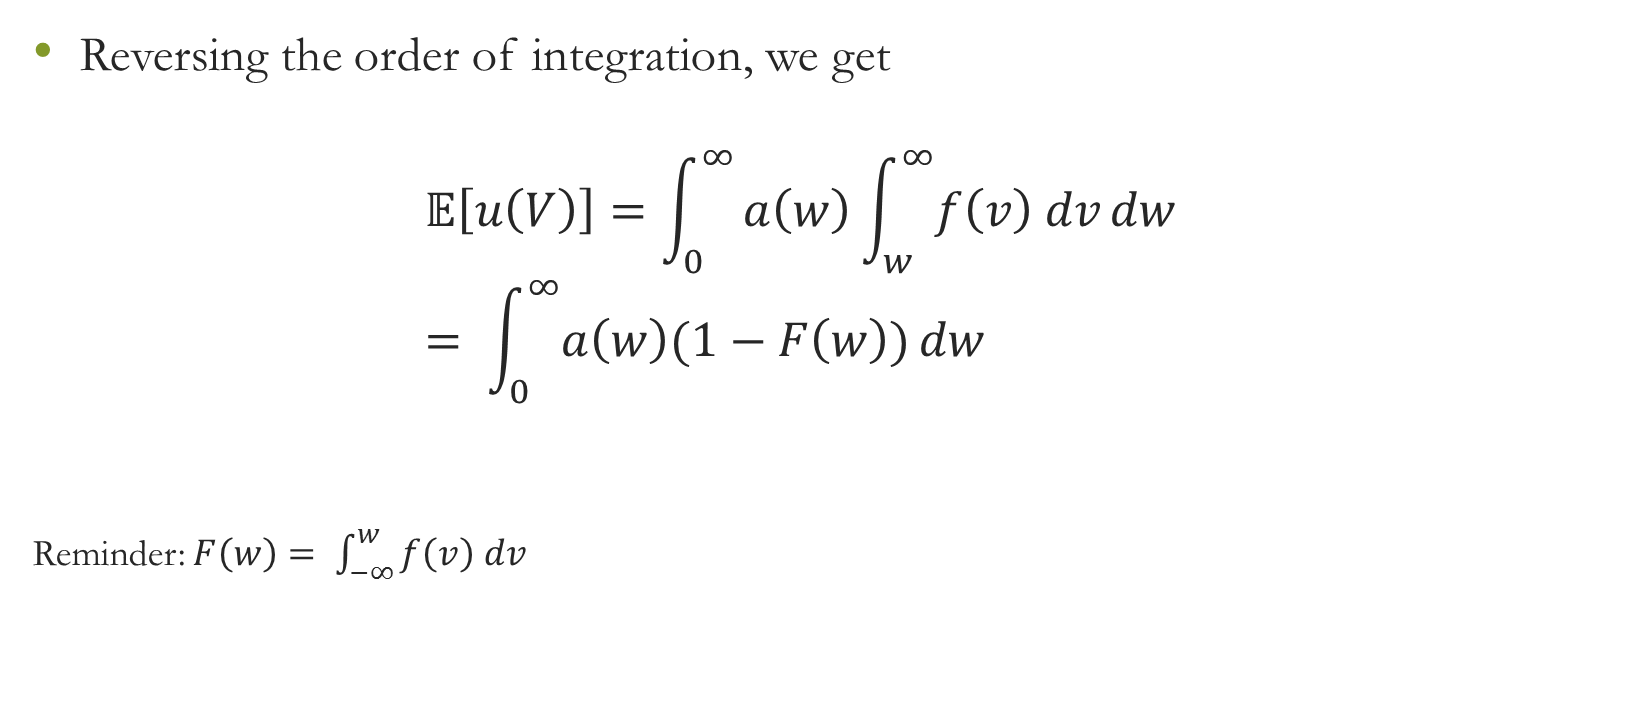 • Reversing the order of integration, we get
𝔼[u(V)] = ∫₀^∞ a(w) ∫_w^∞ f(v) dv dw
= ∫₀^∞ a(w)(1 − F(w)) dw
Reminder: F(w) = ∫_{−∞}^w f(v) dv